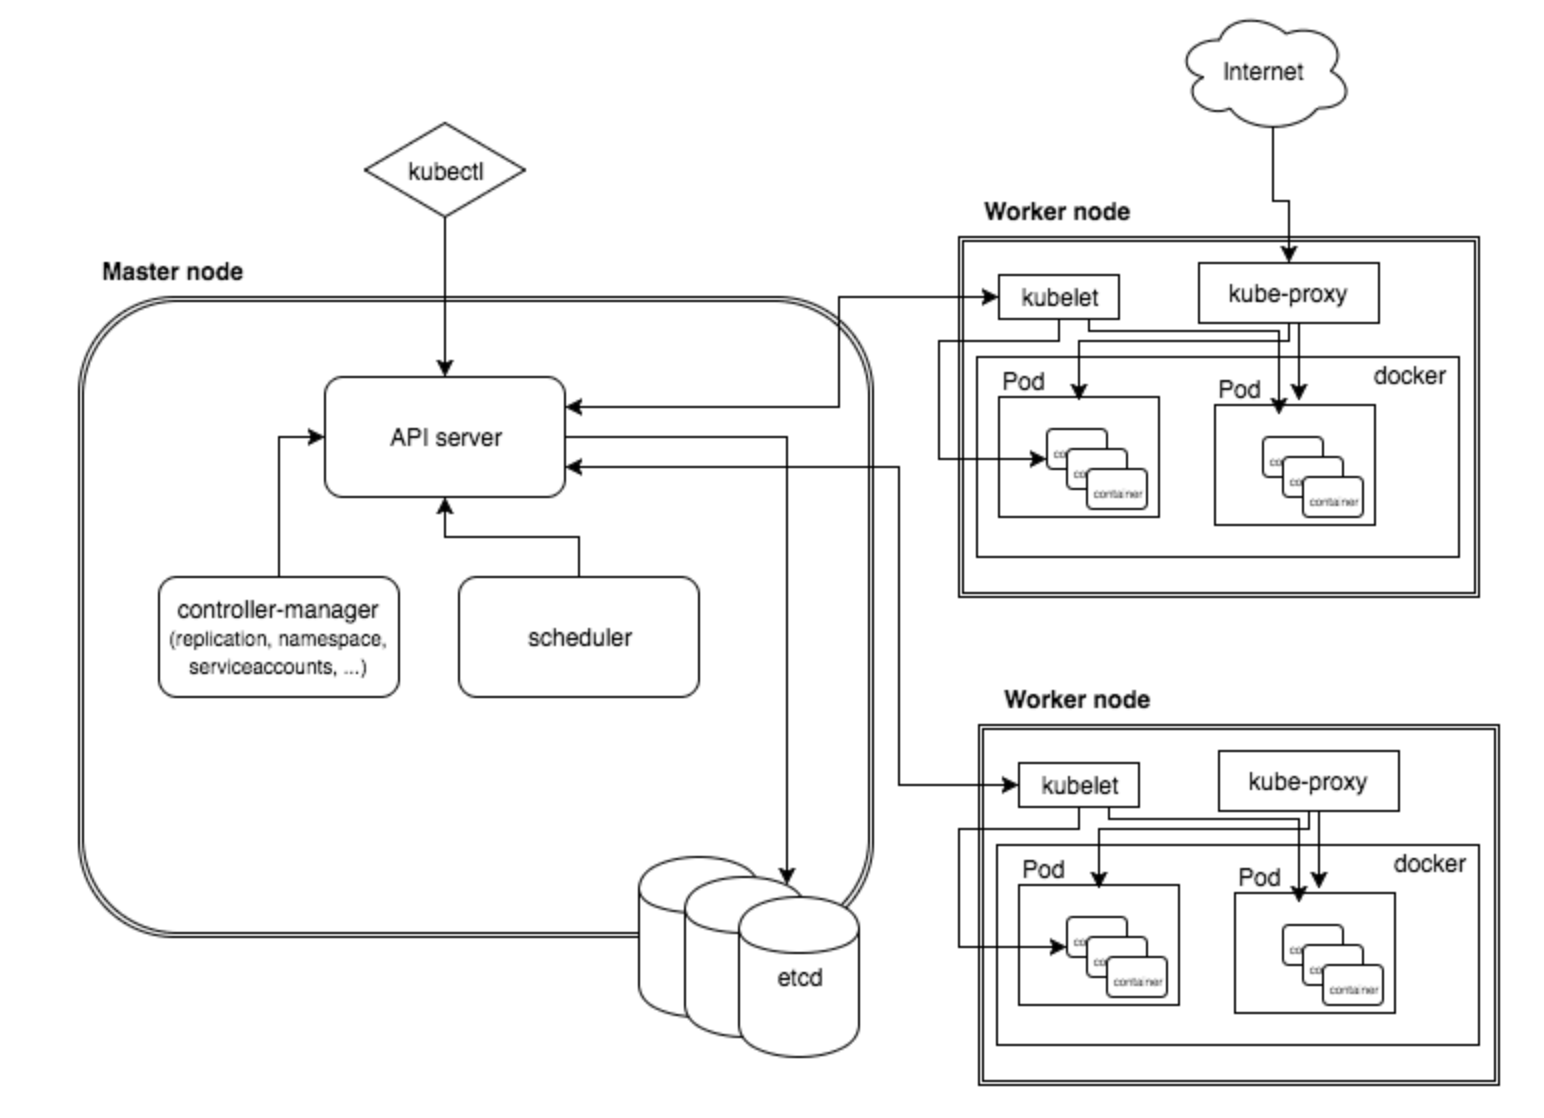 Internet
kubectl
Worker node
Master node
kubelet
kube-proxy
Pod
docker
Pod
API server
co
co
container
co
co
container
controller-manager
(replication, namespace,
serviceaccounts, ...)
scheduler
Worker node
kubelet
kube-proxy
Pod
docker
Pod
co
co
container
co
co
container
etcd